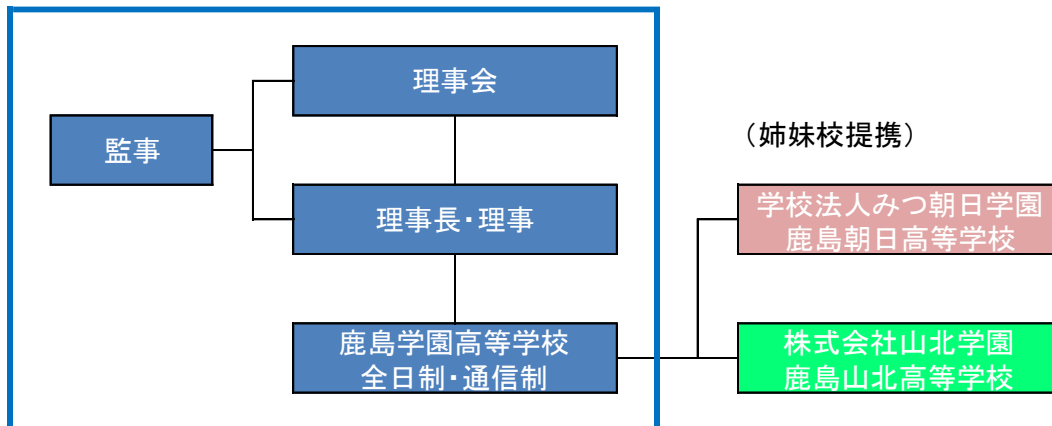 理事会
監事
(姉妹校提携)
理事長・理事
学校法人みつ朝日学園
鹿島朝日高等学校
鹿島学園高等学校
全日制・通信制
株式会社山北学園
鹿島山北高等学校